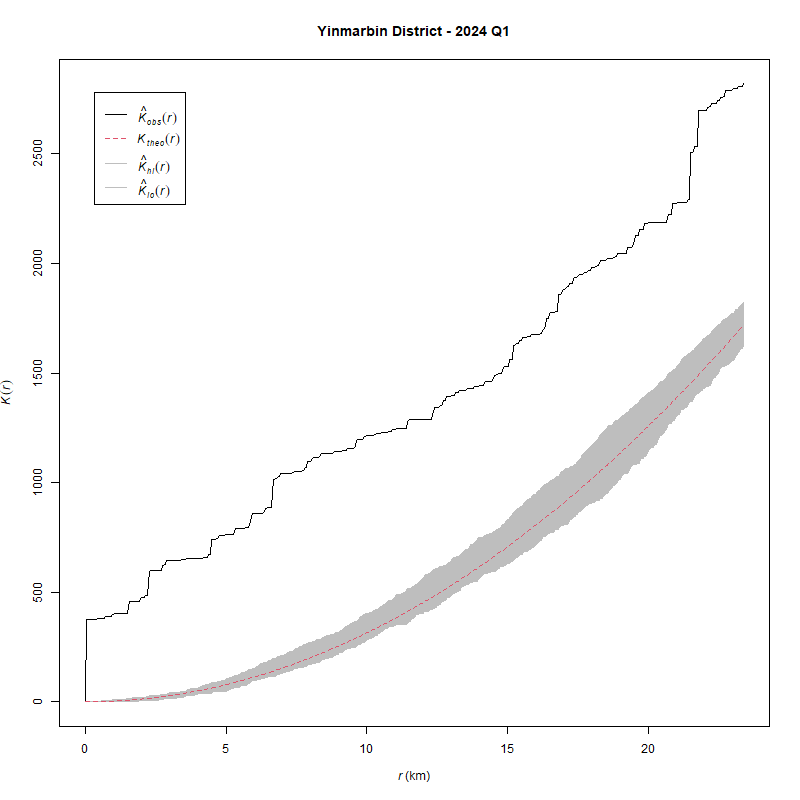 Yinmarbin District - 2024 Q1
K̂obs(r)
Ktheo(r)
K̂hi(r)
K̂lo(r)
K(r)
2500
2000
1500
1000
500
0
0 5 10 15 20
r (km)